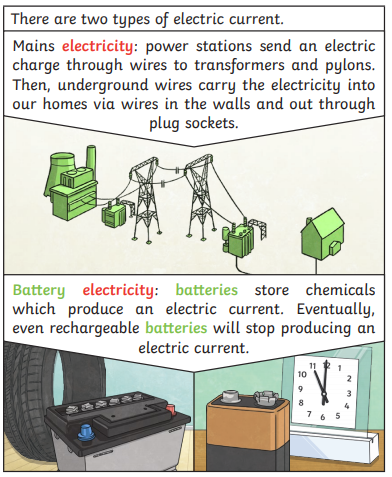 There are two types of electric current.
Mains electricity: power stations send an electric
charge through wires to transformers and pylons.
Then, underground wires carry the electricity into
our homes via wires in the walls and out through
plug sockets.
Battery electricity: batteries store chemicals
which produce an electric current. Eventually,
even rechargeable batteries will stop producing an
electric current.
11 12 1
10 2
9 3
8 4
7 6 5